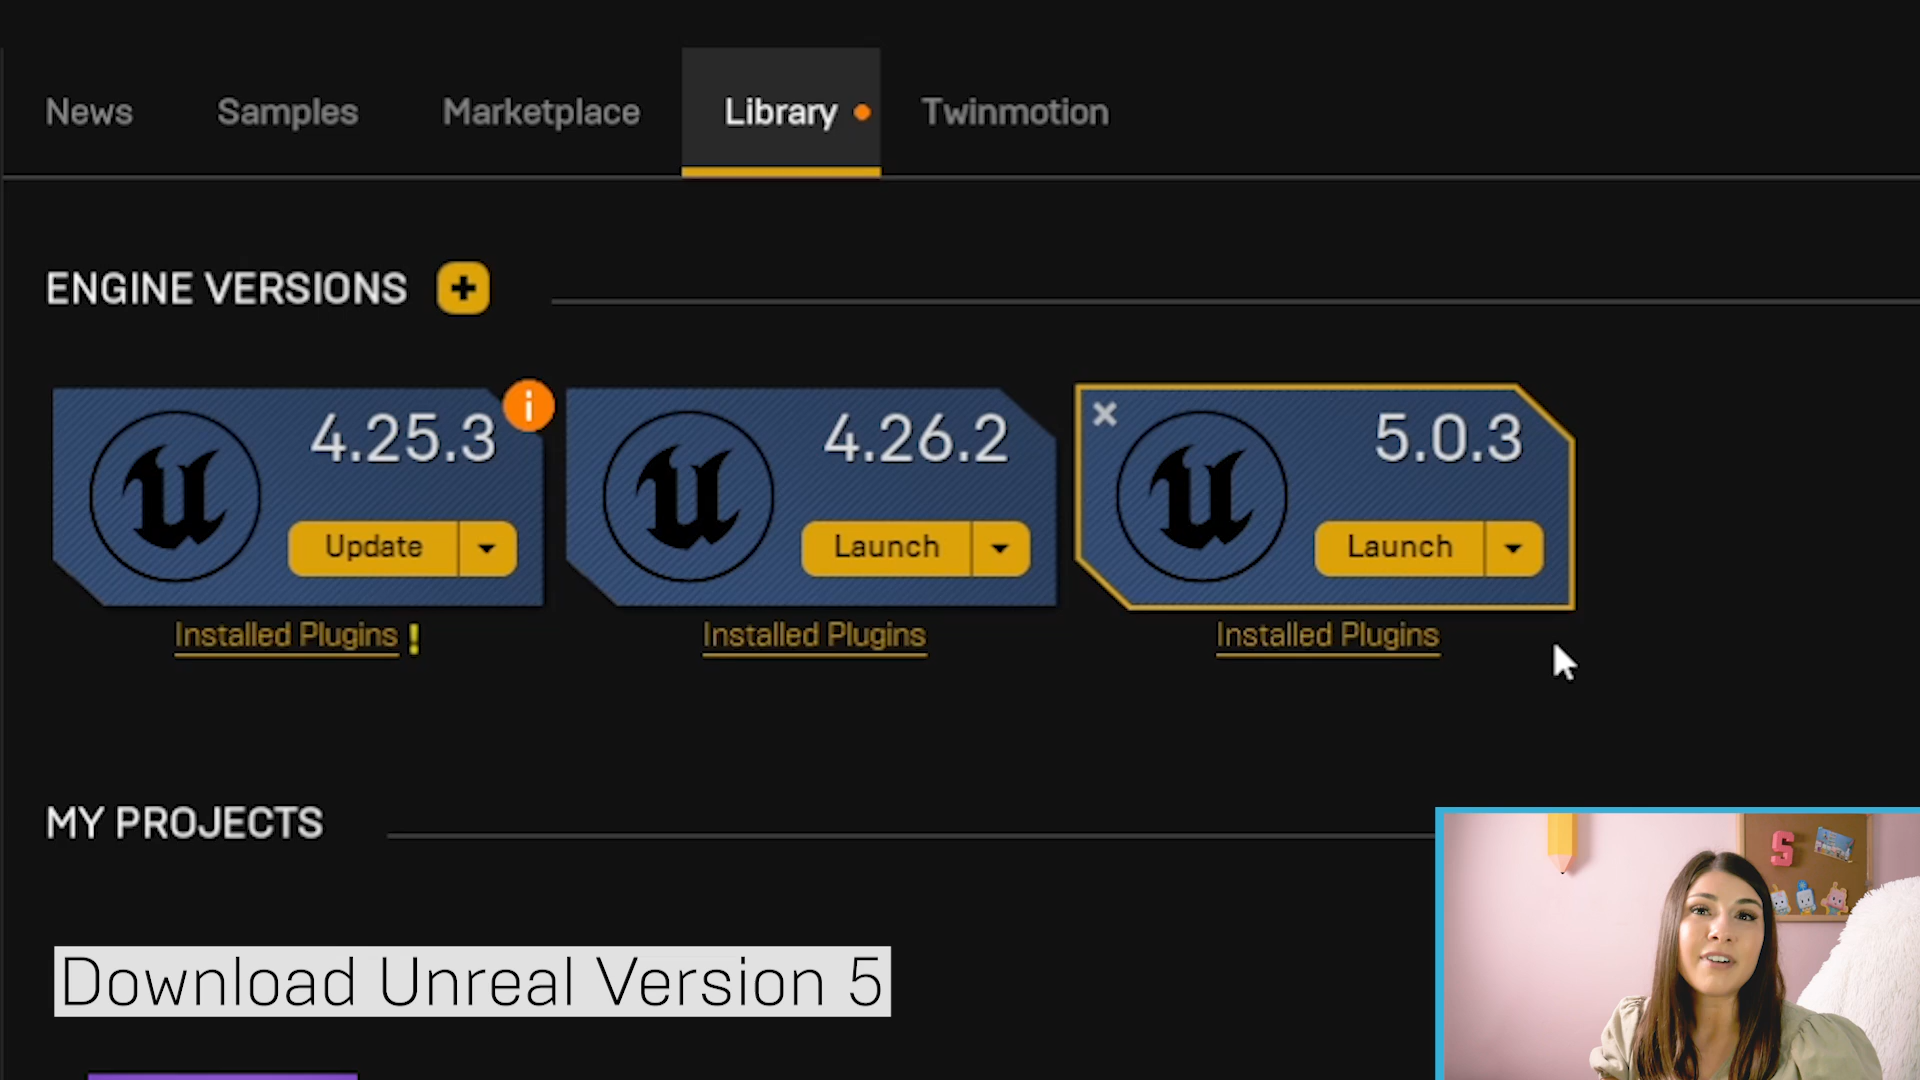 News Samples Marketplace Library Twinmotion
ENGINE VERSIONS
4.25.3 4.26.2 5.0.3
Update Launch Launch
Installed Plugins ! Installed Plugins Installed Plugins
MY PROJECTS
S
Download Unreal Version 5